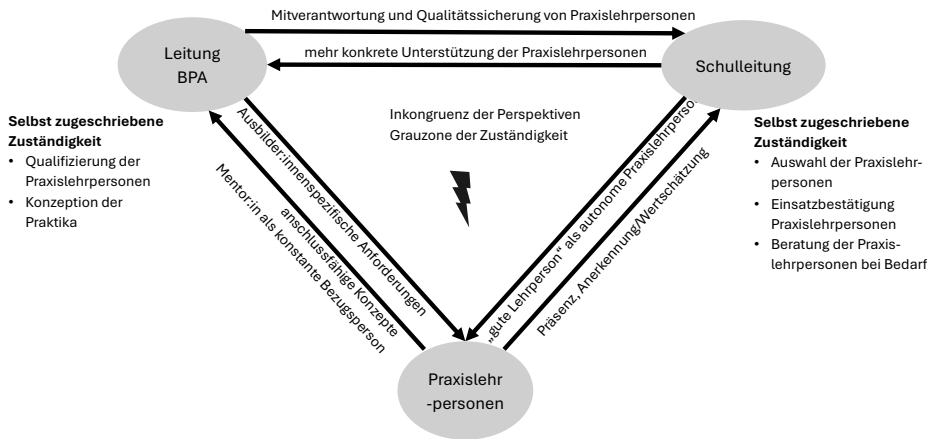 Mitverantwortung und Qualitätssicherung von Praxislehrpersonen
mehr konkrete Unterstützung der Praxislehrpersonen
Leitung
BPA
Schulleitung
Selbst zugeschriebene
Zuständigkeit
• Qualifizierung der
Praxislehrpersonen
• Konzeption der
Praktika
Inkongruenz der Perspektiven
Grauzone der Zuständigkeit
Selbst zugeschriebene
Zuständigkeit
• Auswahl der Praxislehr-
personen
• Einsatzbestätigung
Praxislehrpersonen
• Beratung der Praxis-
lehrpersonen bei Bedarf
Ausbilder:innenspezifische Anforderungen
anschlussfähige Konzepte
Mentor:in als konstante Bezugsperson
„gute Lehrperson“ als autonome Praxislehrperso
Präsenz, Anerkennung/Wertschätzung
Praxislehr
-personen